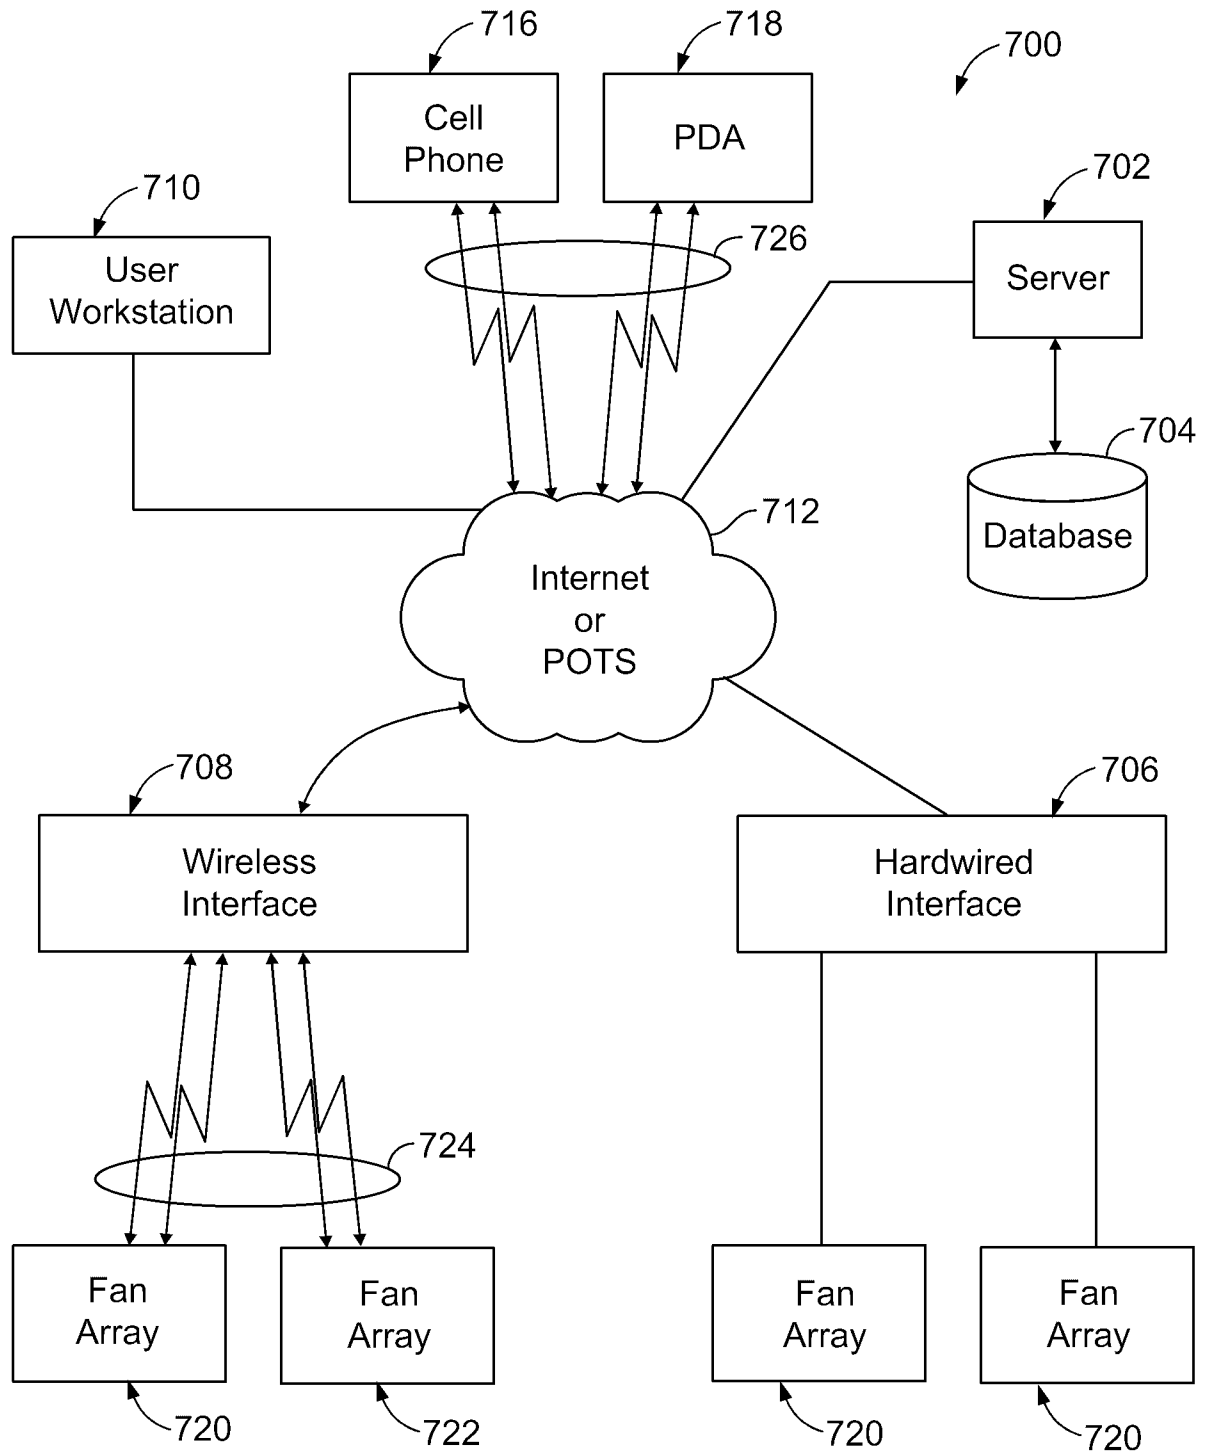 716
718
700
Cell
Phone
PDA
702
710
User
Workstation
726
Server
704
Database
712
Internet
or
POTS
708
706
Wireless
Interface
Hardwired
Interface
724
Fan
Array
Fan
Array
Fan
Array
Fan
Array
720
722
720
720